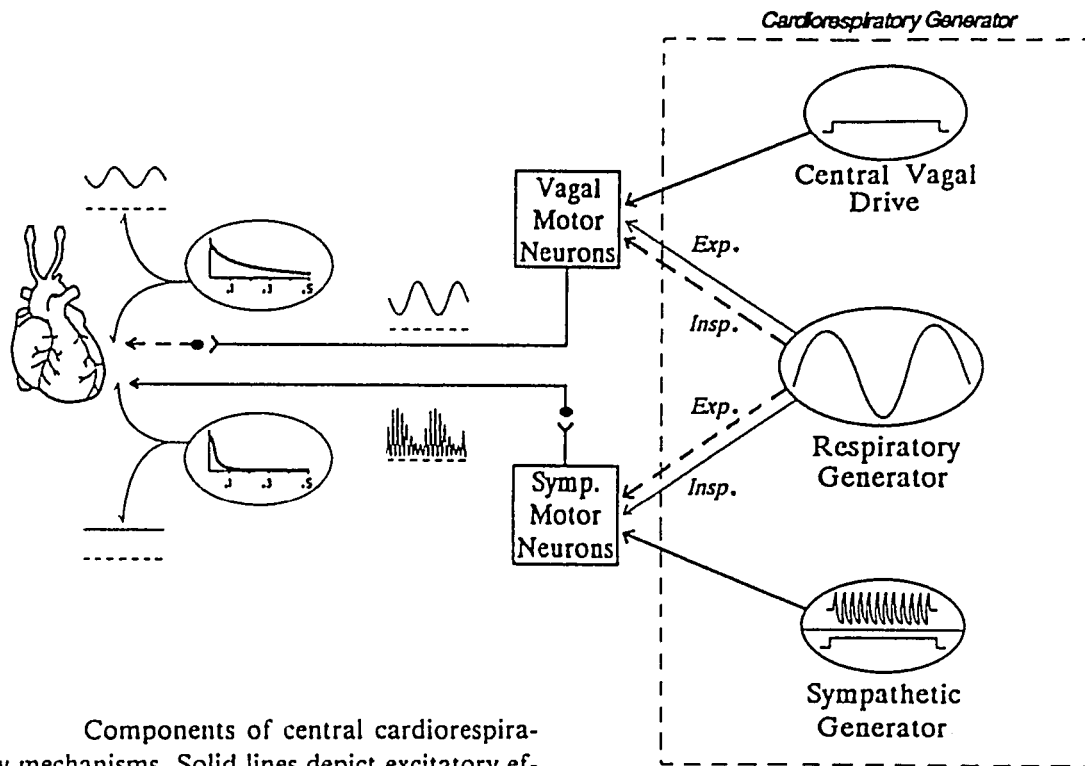 Cardiorespiratory Generator
Central Vagal
Drive
Vagal
Motor
Neurons
Exp.
Insp.
.1 .3 .5
Respiratory
Generator
Exp.
Insp.
.1 .3 .5
Symp.
Motor
Neurons
Sympathetic
Generator
Components of central cardiorespira-
mechanisms. Solid lines depict excitatory ef-